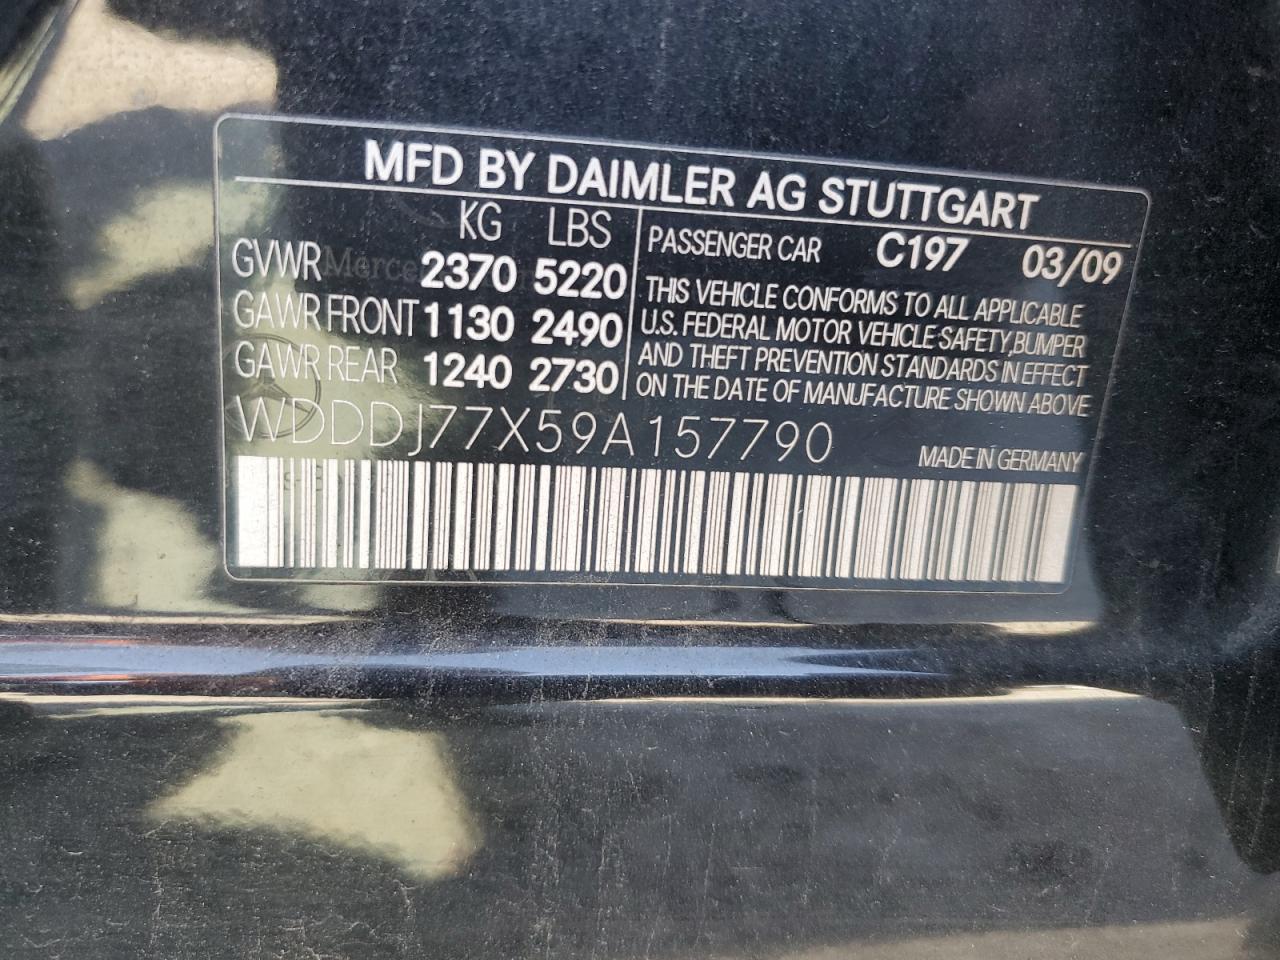 MFD BY DAIMLER AG STUTTGART
KG LBS
GVWR 2370 5220
GAWR FRONT 1130 2490
GAWR REAR 1240 2730
PASSENGER CAR C197 03/09
THIS VEHICLE CONFORMS TO ALL APPLICABLE
U.S. FEDERAL MOTOR VEHICLE SAFETY,BUMPER
AND THEFT PREVENTION STANDARDS IN EFFECT
ON THE DATE OF MANUFACTURE SHOWN ABOVE
WDDDJ77X59A157790
MADE IN GERMANY